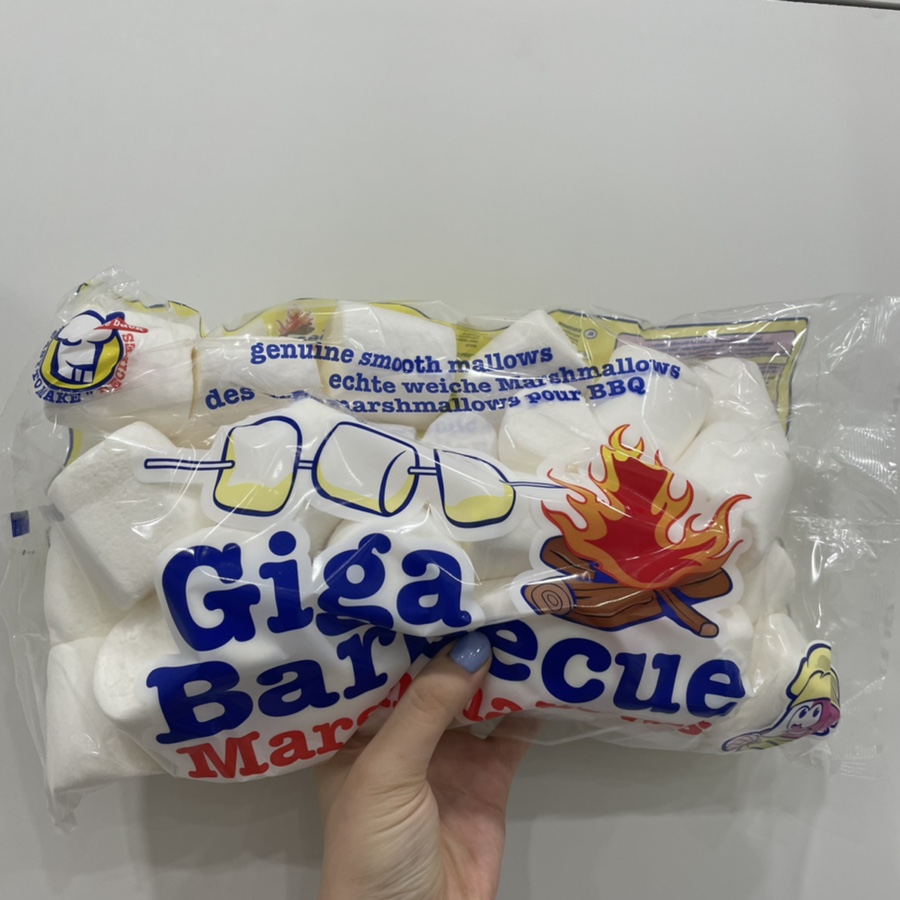 genuine smooth mallows
echte weiche Marshmallows
des marshmallows pour BBQ
Giga
Barbecue